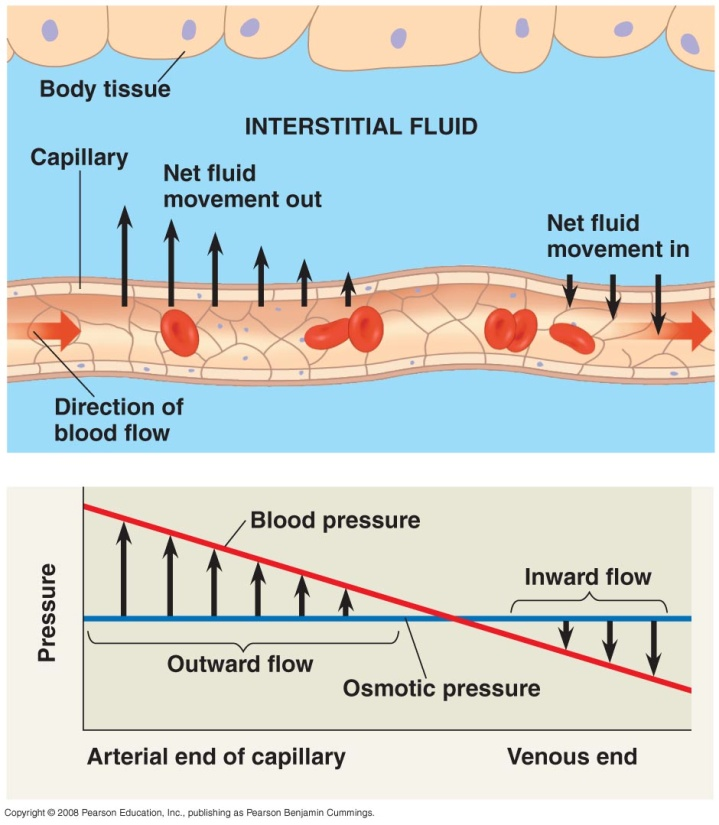 Body tissue
INTERSTITIAL FLUID
Capillary
Net fluid
movement out
Net fluid
movement in
Direction of
blood flow
Blood pressure
Inward flow
Pressure
Outward flow
Osmotic pressure
Arterial end of capillary
Venous end
Copyright © 2008 Pearson Education, Inc., publishing as Pearson Benjamin Cummings.